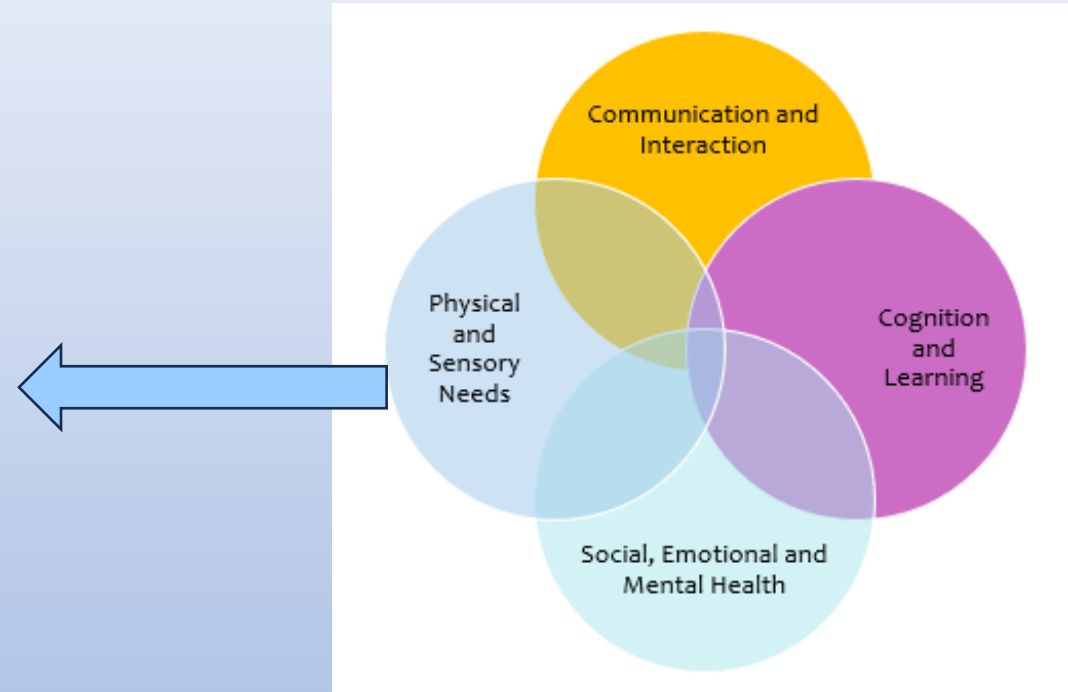 Communication and
Interaction
Physical
and
Sensory
Needs
Cognition
and
Learning
Social, Emotional and
Mental Health